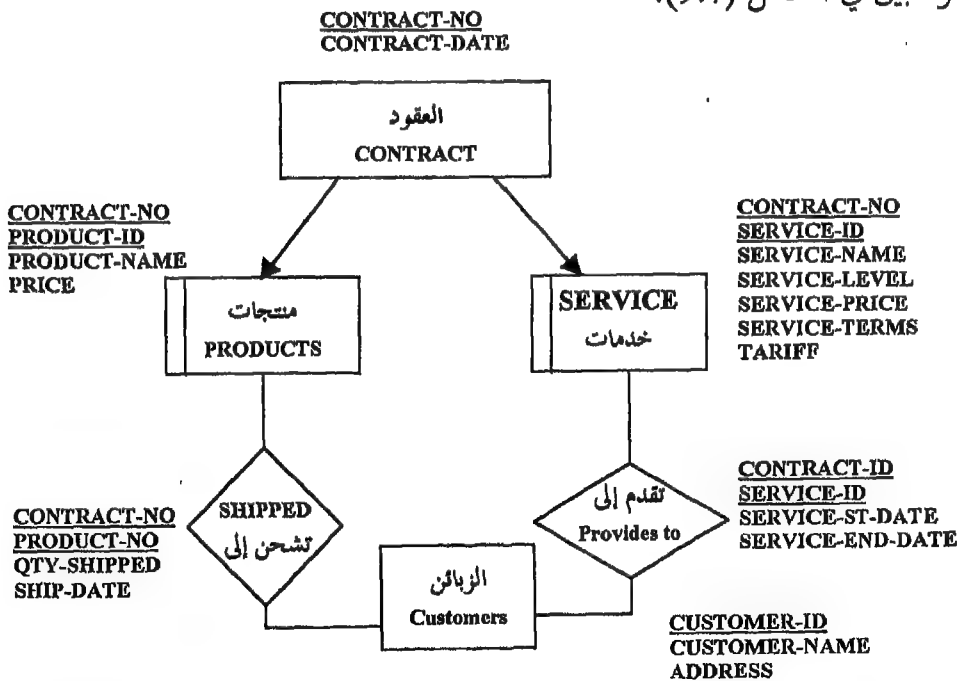 CONTRACT-NO
CONTRACT-DATE
العقود
CONTRACT
CONTRACT-NO
PRODUCT-ID
PRODUCT-NAME
PRICE
منتجات
PRODUCTS
SERVICE
خدمات
CONTRACT-NO
SERVICE-ID
SERVICE-NAME
SERVICE-LEVEL
SERVICE-PRICE
SERVICE-TERMS
TARIFF
CONTRACT-NO
PRODUCT-NO
QTY-SHIPPED
SHIP-DATE
SHIPPED
تشحن إلى
تقدم إلى
Provides to
CONTRACT-ID
SERVICE-ID
SERVICE-ST-DATE
SERVICE-END-DATE
الزبائن
Customers
CUSTOMER-ID
CUSTOMER-NAME
ADDRESS